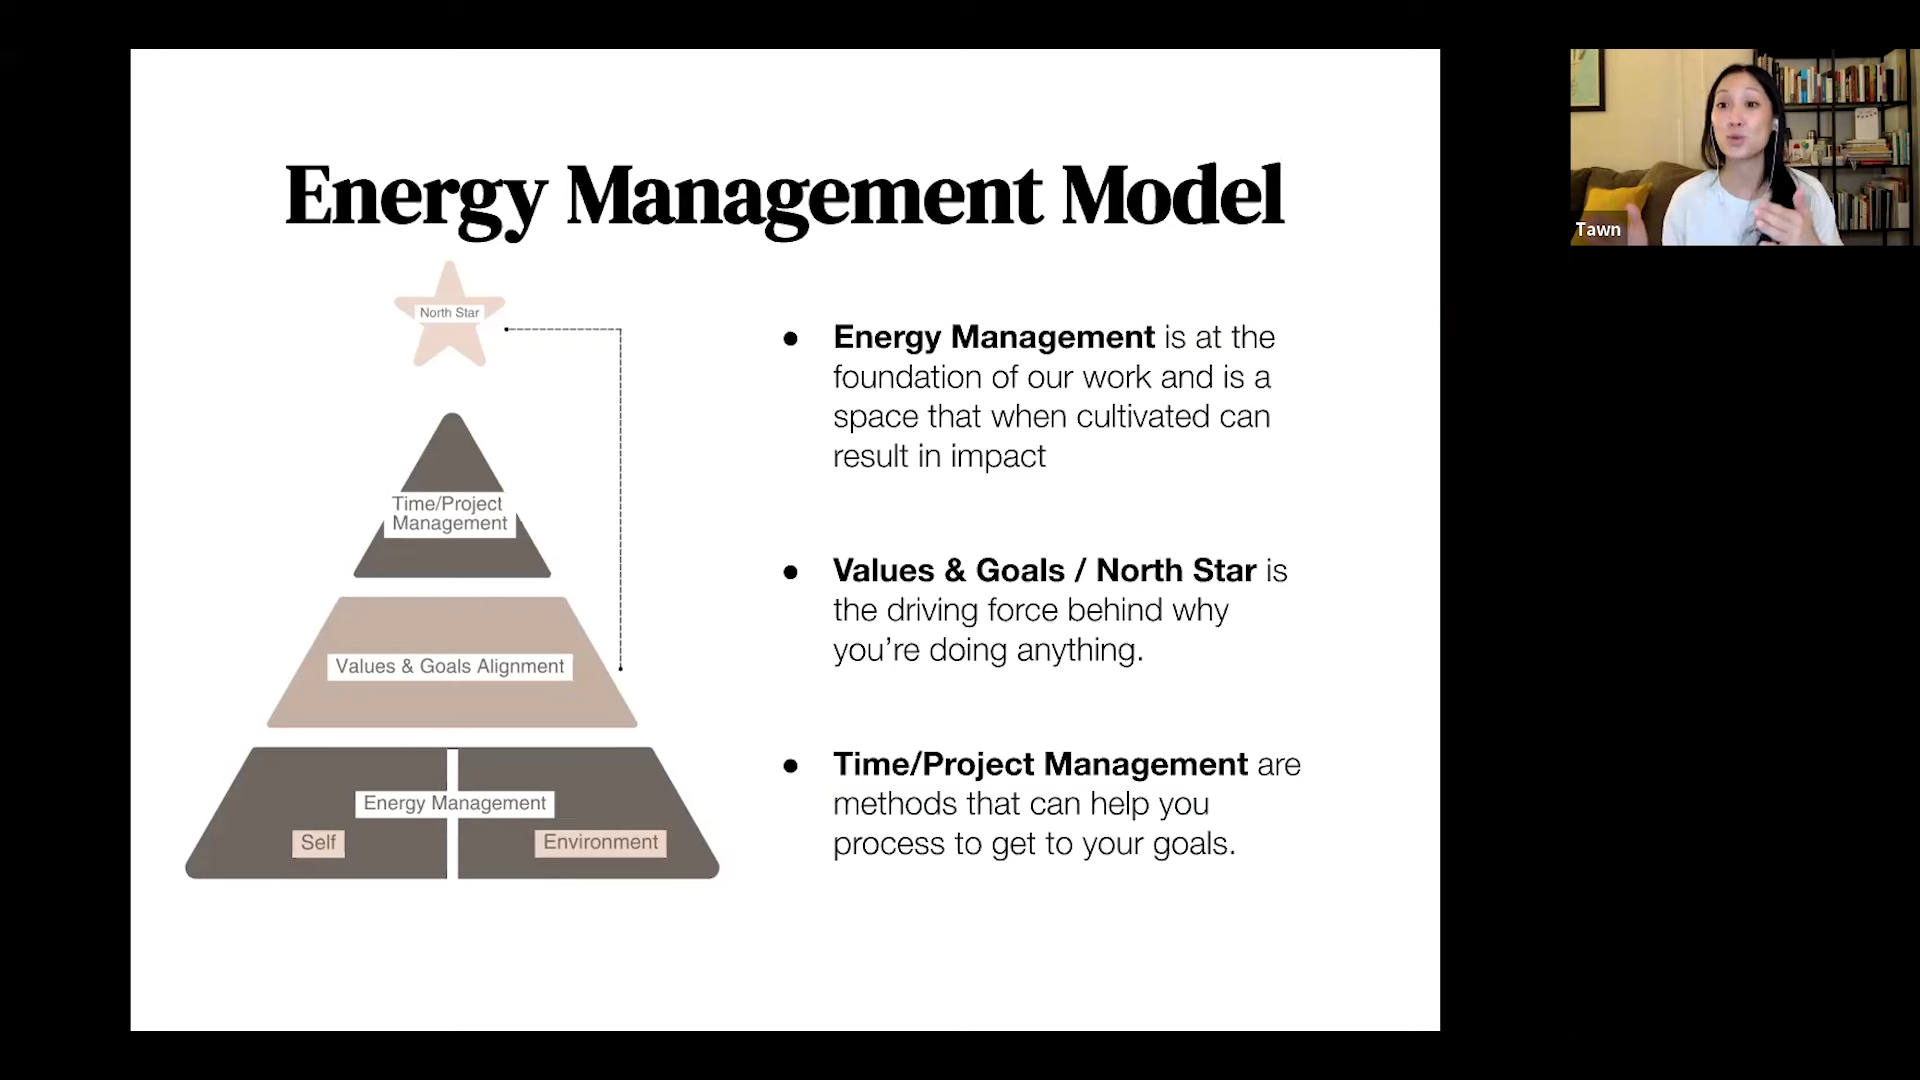 Energy Management Model
North Star
Time/Project
Management
Values & Goals Alignment
Energy Management
Self
Environment
● Energy Management is at the
foundation of our work and is a
space that when cultivated can
result in impact
● Values & Goals / North Star is
the driving force behind why
you’re doing anything.
● Time/Project Management are
methods that can help you
process to get to your goals.
Tawn